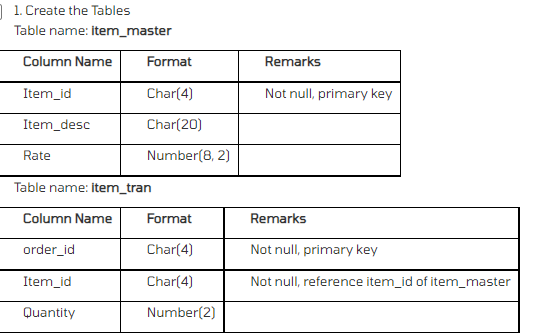 1. Create the Tables
Table name: item_master
Column Name Format Remarks
Item_id Char(4) Not null, primary key
Item_desc Char(20)
Rate Number(8, 2)
Table name: item_tran
Column Name Format Remarks
order_id Char(4) Not null, primary key
Item_id Char(4) Not null, reference item_id of item_master
Quantity Number(2)